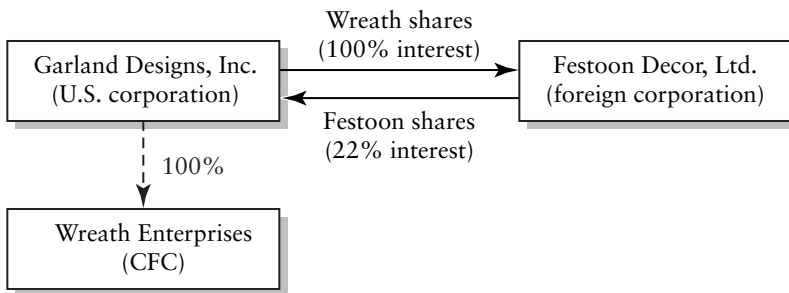 Wreath shares
(100% interest)
Garland Designs, Inc.
(U.S. corporation)
Festoon Decor, Ltd.
(foreign corporation)
Festoon shares
(22% interest)
100%
Wreath Enterprises
(CFC)